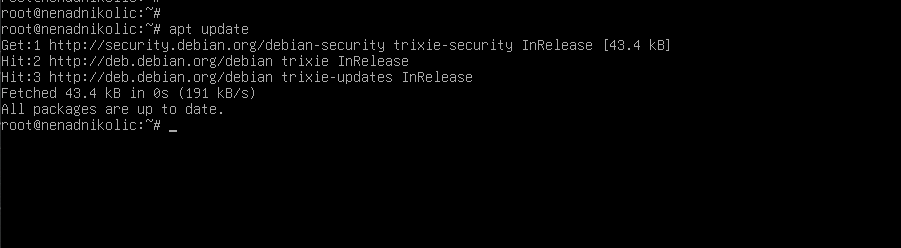 root@nenadnikolic:~#
root@nenadnikolic:~#
root@nenadnikolic:~# apt update
Get:1 http://security.debian.org/debian-security trixie-security InRelease [43.4 kB]
Hit:2 http://deb.debian.org/debian trixie InRelease
Hit:3 http://deb.debian.org/debian trixie-updates InRelease
Fetched 43.4 kB in 0s (191 kB/s)
All packages are up to date.
root@nenadnikolic:~# _